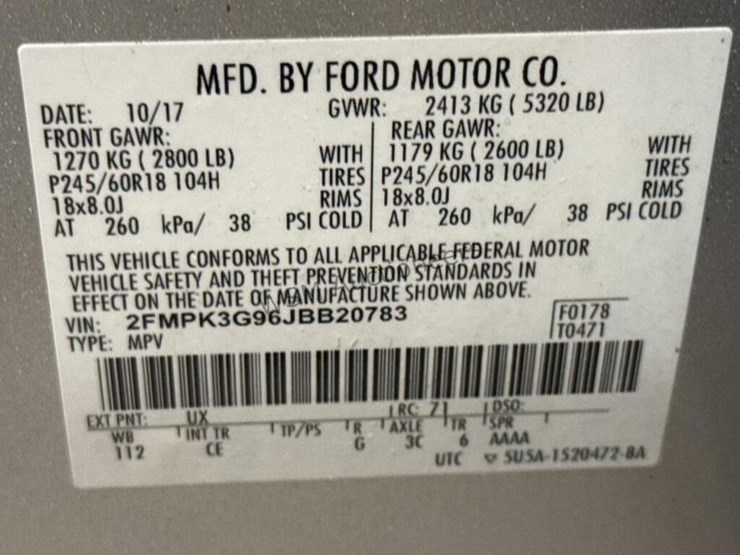 MFD. BY FORD MOTOR CO.
DATE: 10/17 GVWR: 2413 KG ( 5320 LB)
FRONT GAWR: REAR GAWR:
1270 KG ( 2800 LB) WITH 1179 KG ( 2600 LB) WITH
P245/60R18 104H TIRES P245/60R18 104H TIRES
18x8.0J RIMS 18x8.0J RIMS
AT 260 kPa/ 38 PSI COLD AT 260 kPa/ 38 PSI COLD
THIS VEHICLE CONFORMS TO ALL APPLICABLE FEDERAL MOTOR
VEHICLE SAFETY AND THEFT PREVENTION STANDARDS IN
EFFECT ON THE DATE OF MANUFACTURE SHOWN ABOVE.
VIN: 2FMPK3G96JBB20783 F0178
TYPE: MPV T0471
EXT PNT: UX RC: 71 DSO:
WB INT TR TP/PS R AXLE TR SPR
112 CE G 3C 6 AAAA
UTC 5U5A-1520472-BA